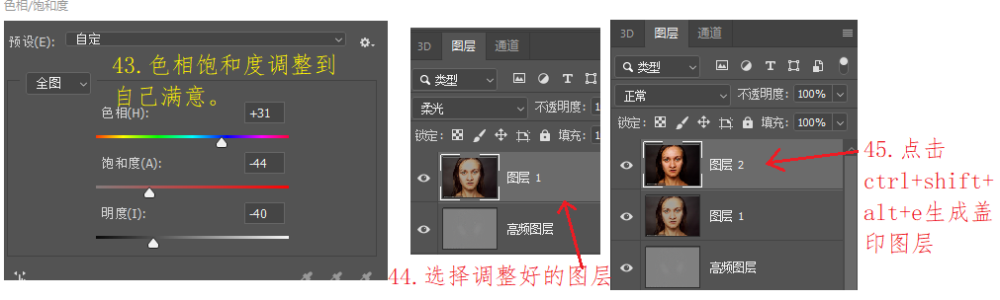 色相/饱和度
预设(E): 自定
43.色相饱和度调整到
自己满意。
全图
色相(H): +31
饱和度(A): -44
明度(I): -40
3D 图层 通道
类型
柔光 不透明度: 1
锁定: 填充: 1
图层 1
高频图层
44.选择调整好的图层
3D 图层 通道
类型
正常 不透明度: 100%
锁定: 填充: 100%
图层 2
图层 1
高频图层
45.点击
ctrl+shift+
alt+e生成盖
印图层